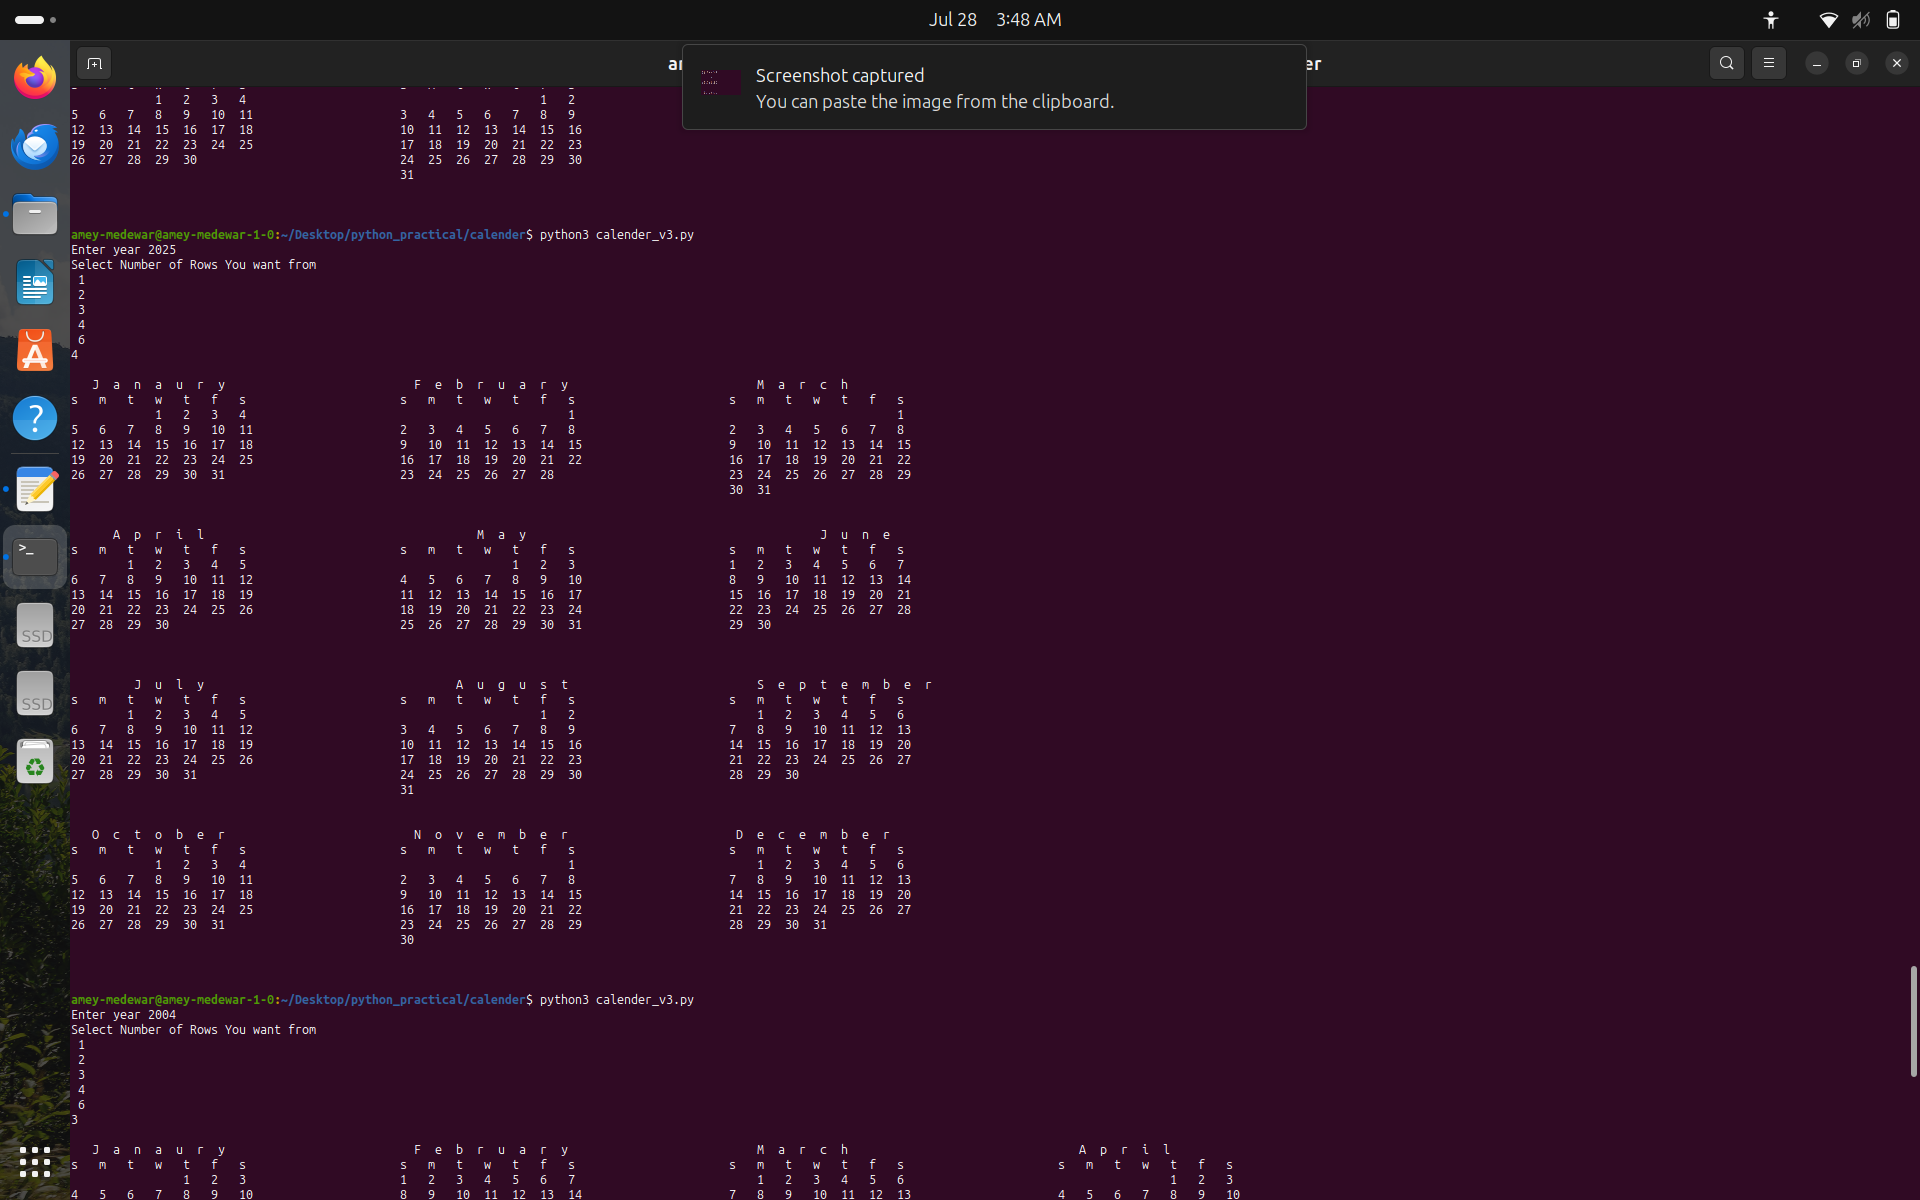 Jul 28 3:48 AM
Screenshot captured
You can paste the image from the clipboard.
er
1 2 3 4 1 2
5 6 7 8 9 10 11 3 4 5 6 7 8 9
12 13 14 15 16 17 18 10 11 12 13 14 15 16
19 20 21 22 23 24 25 17 18 19 20 21 22 23
26 27 28 29 30 24 25 26 27 28 29 30
31
amey-medewar@amey-medewar-1-0:~/Desktop/python_practical/calender$ python3 calender_v3.py
Enter year 2025
Select Number of Rows You want from
1
2
3
4
6
4
J a n a u r y F e b r u a r y M a r c h
s m t w t f s s m t w t f s s m t w t f s
1 2 3 4 1 1
5 6 7 8 9 10 11 2 3 4 5 6 7 8 2 3 4 5 6 7 8
12 13 14 15 16 17 18 9 10 11 12 13 14 15 9 10 11 12 13 14 15
19 20 21 22 23 24 25 16 17 18 19 20 21 22 16 17 18 19 20 21 22
26 27 28 29 30 31 23 24 25 26 27 28 23 24 25 26 27 28 29
30 31
A p r i l M a y J u n e
s m t w t f s s m t w t f s s m t w t f s
1 2 3 4 5 1 2 3 1 2 3 4 5 6 7
6 7 8 9 10 11 12 4 5 6 7 8 9 10 8 9 10 11 12 13 14
13 14 15 16 17 18 19 11 12 13 14 15 16 17 15 16 17 18 19 20 21
20 21 22 23 24 25 26 18 19 20 21 22 23 24 22 23 24 25 26 27 28
27 28 29 30 25 26 27 28 29 30 31 29 30
J u l y A u g u s t S e p t e m b e r
s m t w t f s s m t w t f s s m t w t f s
1 2 3 4 5 1 2 1 2 3 4 5 6
6 7 8 9 10 11 12 3 4 5 6 7 8 9 7 8 9 10 11 12 13
13 14 15 16 17 18 19 10 11 12 13 14 15 16 14 15 16 17 18 19 20
20 21 22 23 24 25 26 17 18 19 20 21 22 23 21 22 23 24 25 26 27
27 28 29 30 31 24 25 26 27 28 29 30 28 29 30
31
O c t o b e r N o v e m b e r D e c e m b e r
s m t w t f s s m t w t f s s m t w t f s
1 2 3 4 1 1 2 3 4 5 6
5 6 7 8 9 10 11 2 3 4 5 6 7 8 7 8 9 10 11 12 13
12 13 14 15 16 17 18 9 10 11 12 13 14 15 14 15 16 17 18 19 20
19 20 21 22 23 24 25 16 17 18 19 20 21 22 21 22 23 24 25 26 27
26 27 28 29 30 31 23 24 25 26 27 28 29 28 29 30 31
30
amey-medewar@amey-medewar-1-0:~/Desktop/python_practical/calender$ python3 calender_v3.py
Enter year 2004
Select Number of Rows You want from
1
2
3
4
6
3
J a n a u r y F e b r u a r y M a r c h A p r i l
s m t w t f s s m t w t f s s m t w t f s s m t w t f s
1 2 3 1 2 3 4 5 6 7 1 2 3 4 5 6 1 2 3
4 5 6 7 8 9 10 8 9 10 11 12 13 14 7 8 9 10 11 12 13 4 5 6 7 8 9 10
SSD
SSD